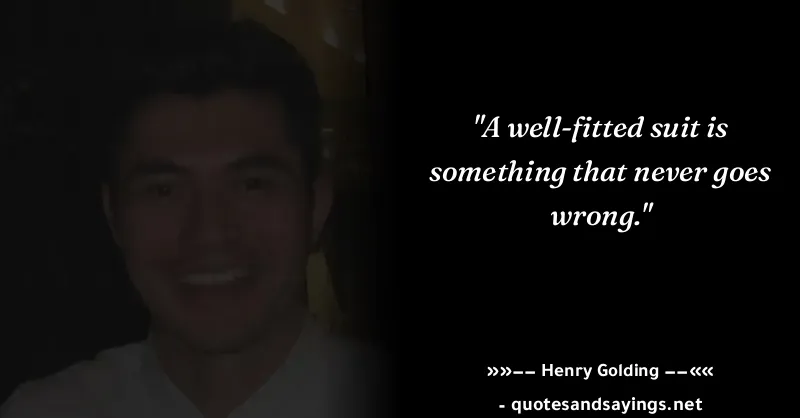 "A well-fitted suit is
something that never goes
wrong."
»»−− Henry Golding −−««
- quotesandsayings.net